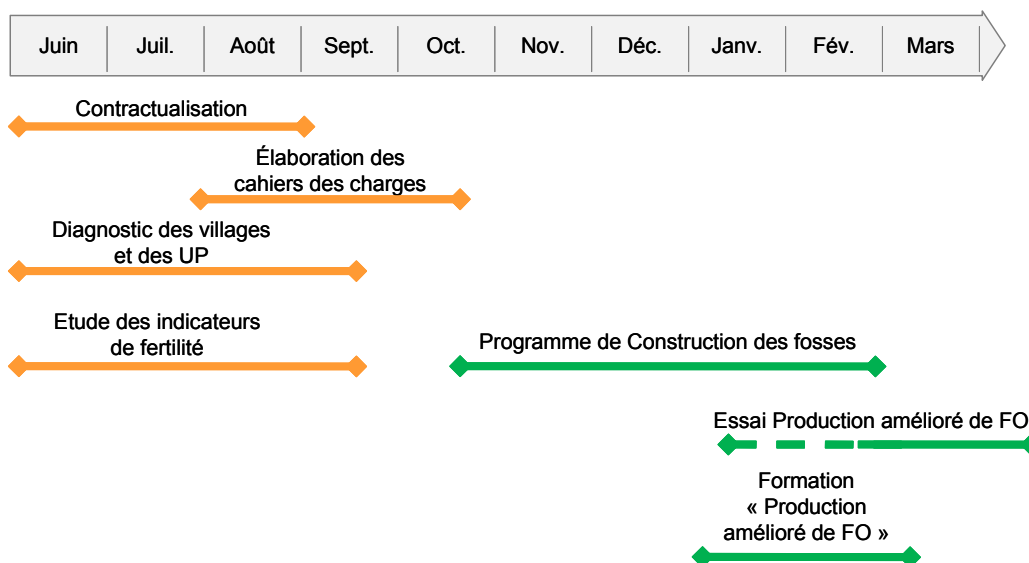 Juin Juil. Août Sept. Oct. Nov. Déc. Janv. Fév. Mars
Contractualisation
Élaboration des
cahiers des charges
Diagnostic des villages
et des UP
Etude des indicateurs
de fertilité
Programme de Construction des fosses
Essai Production amélioré de FO
Formation
« Production
amélioré de FO »